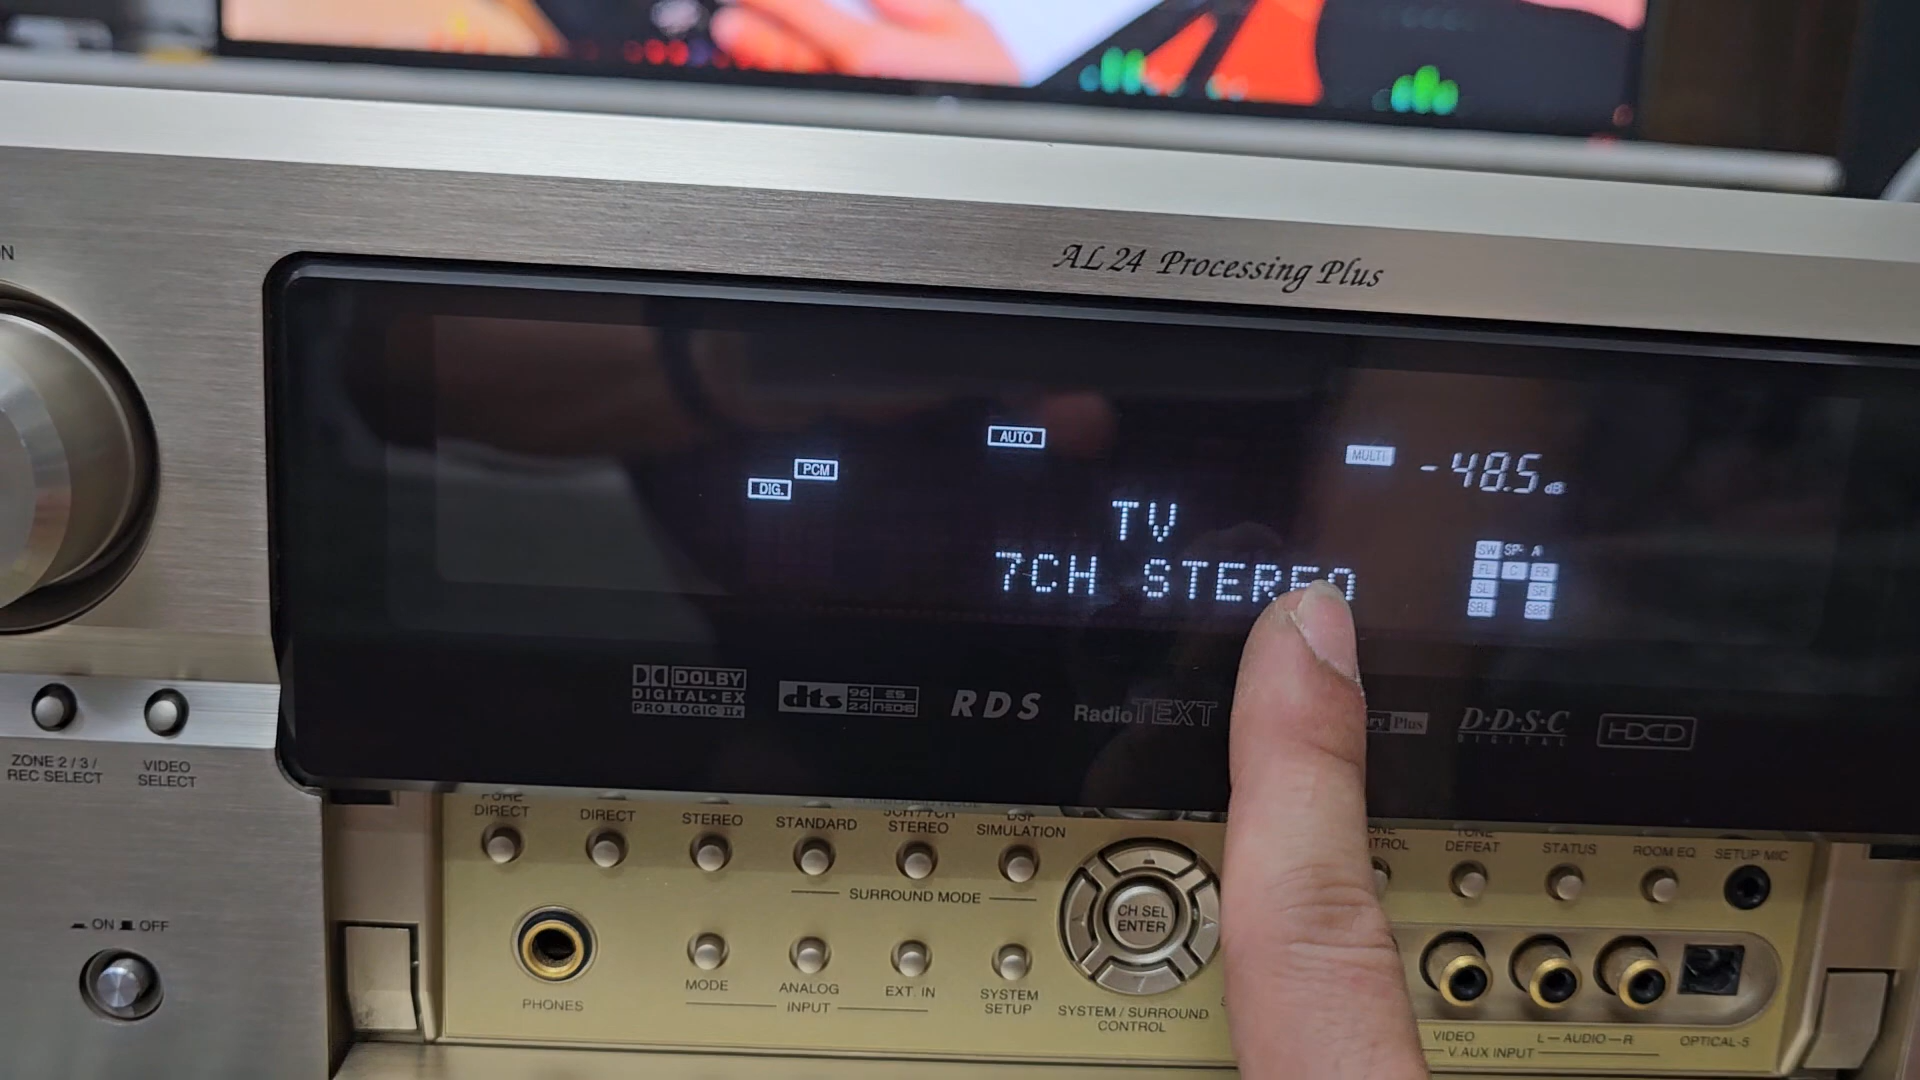 AL24 Processing Plus
AUTO
MULTI
-48.5 dB
PCM
DIG.
TV
7CH STEREO
SW SP- A
FL C FR
SL SR
SBL SBR
DOLBY
DIGITAL•EX
PRO LOGIC IIx
dts 96 24 ES
RDS
RadioTEXT
Plus
D·D·S·C
DIGITAL
HDCD
ZONE 2 / 3 /
REC SELECT
VIDEO
SELECT
PURE
DIRECT
DIRECT
STEREO
STANDARD
5CH / 7CH
STEREO
DSP
SIMULATION
TONE
DEFEAT
STATUS
ROOM EQ
SETUP MIC
SURROUND MODE
CH SEL
ENTER
ON OFF
PHONES
MODE
ANALOG
EXT. IN
INPUT
SYSTEM
SETUP
SYSTEM / SURROUND
CONTROL
VIDEO
L — AUDIO — R
V.AUX INPUT
OPTICAL-5